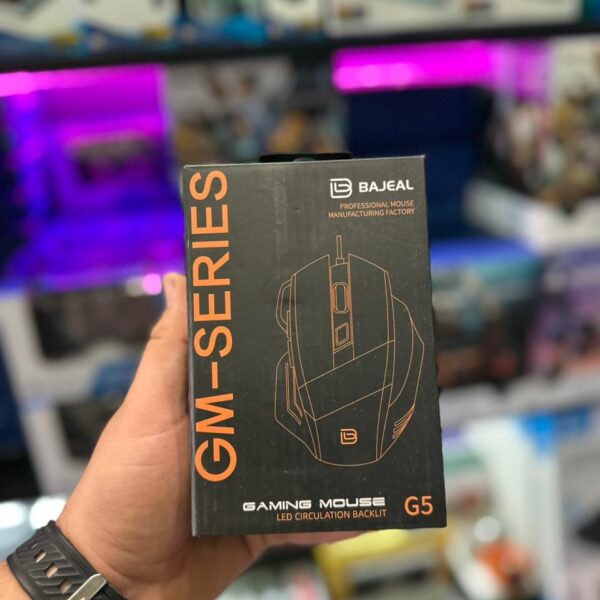 BAJEAL
PROFESSIONAL MOUSE
MANUFACTURING FACTORY
GM-SERIES
GAMING MOUSE
LED CIRCULATION BACKLIT
G5